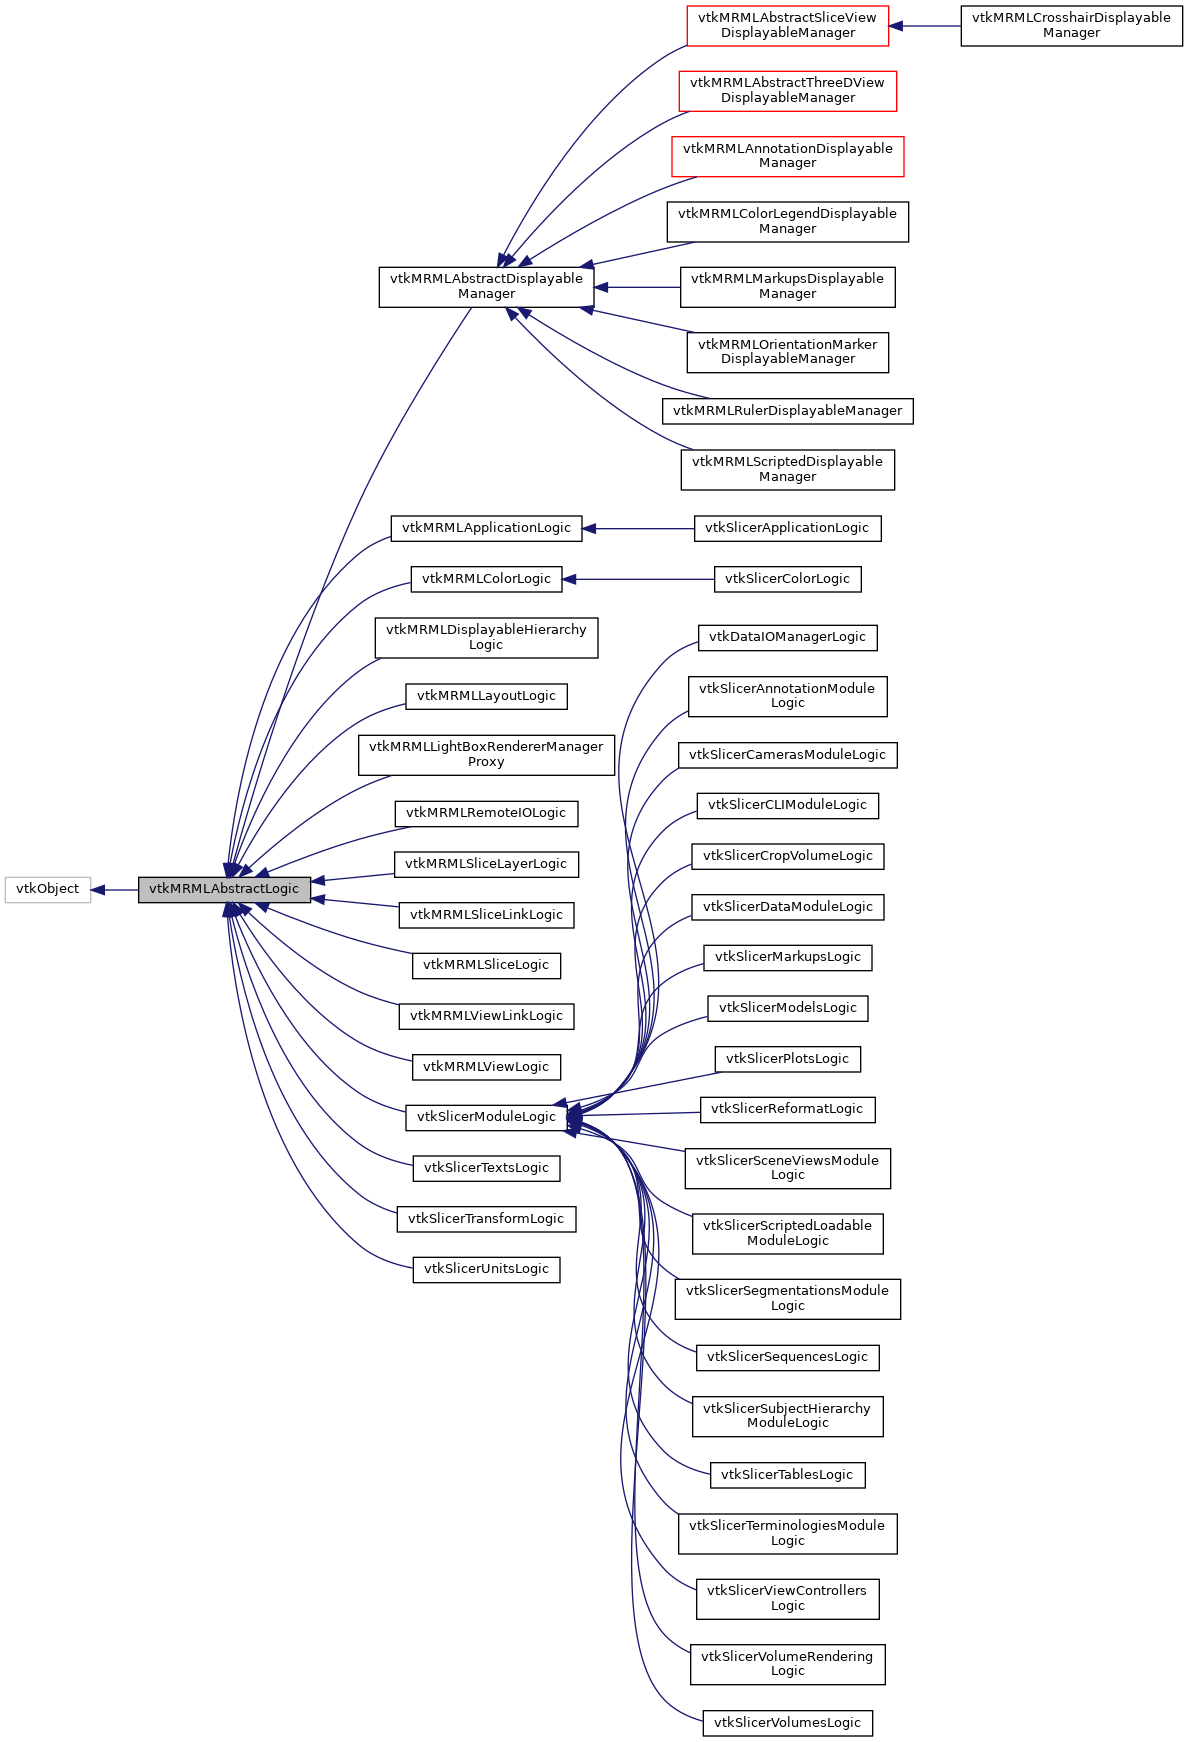 vtkMRMLAbstractSliceView
DisplayableManager
vtkMRMLCrosshairDisplayable
Manager
vtkMRMLAbstractThreeDView
DisplayableManager
vtkMRMLAnnotationDisplayable
Manager
vtkMRMLColorLegendDisplayable
Manager
vtkMRMLAbstractDisplayable
Manager
vtkMRMLMarkupsDisplayable
Manager
vtkMRMLOrientationMarker
DisplayableManager
vtkMRMLRulerDisplayableManager
vtkMRMLScriptedDisplayable
Manager
vtkMRMLApplicationLogic
vtkSlicerApplicationLogic
vtkMRMLColorLogic
vtkSlicerColorLogic
vtkMRMLDisplayableHierarchy
Logic
vtkDataIOManagerLogic
vtkMRMLLayoutLogic
vtkSlicerAnnotationModule
Logic
vtkMRMLLightBoxRendererManager
Proxy
vtkSlicerCamerasModuleLogic
vtkMRMLRemoteIOLogic
vtkSlicerCLIModuleLogic
vtkMRMLSliceLayerLogic
vtkSlicerCropVolumeLogic
vtkObject
vtkMRMLAbstractLogic
vtkMRMLSliceLinkLogic
vtkSlicerDataModuleLogic
vtkMRMLSliceLogic
vtkSlicerMarkupsLogic
vtkMRMLViewLinkLogic
vtkSlicerModelsLogic
vtkMRMLViewLogic
vtkSlicerPlotsLogic
vtkSlicerModuleLogic
vtkSlicerReformatLogic
vtkSlicerTextsLogic
vtkSlicerSceneViewsModule
Logic
vtkSlicerTransformLogic
vtkSlicerScriptedLoadable
ModuleLogic
vtkSlicerUnitsLogic
vtkSlicerSegmentationsModule
Logic
vtkSlicerSequencesLogic
vtkSlicerSubjectHierarchy
ModuleLogic
vtkSlicerTablesLogic
vtkSlicerTerminologiesModule
Logic
vtkSlicerViewControllers
Logic
vtkSlicerVolumeRendering
Logic
vtkSlicerVolumesLogic